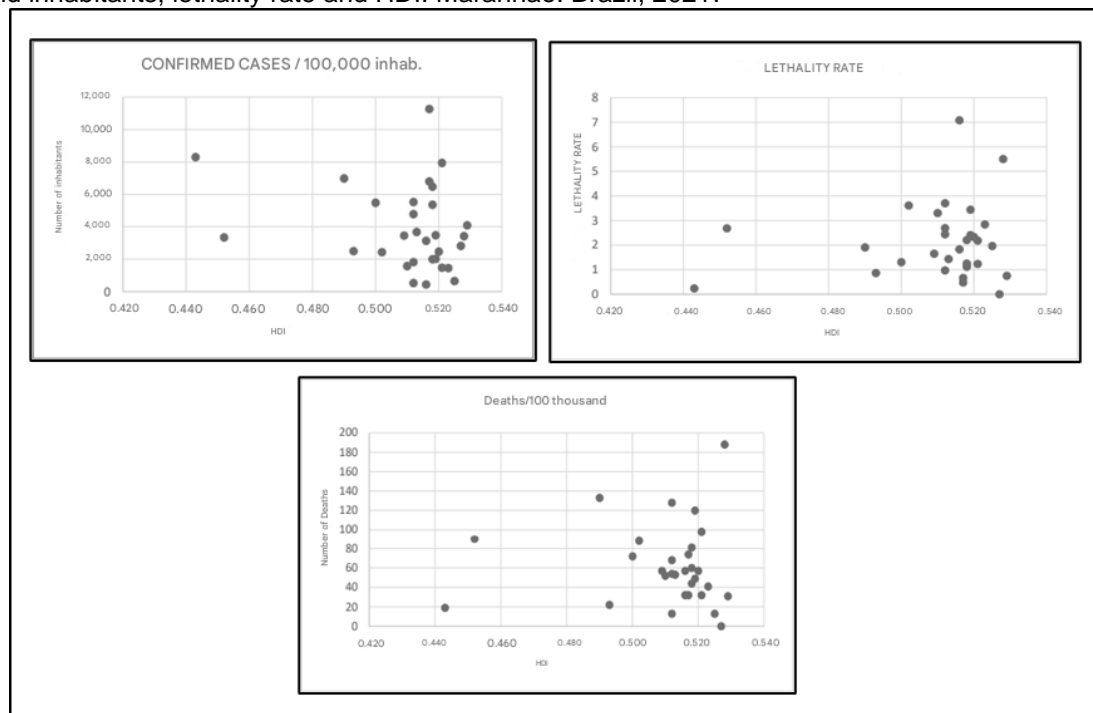 d inhabitants, lethality rate and HDI. Maranhão. Brazil, 2021.
CONFIRMED CASES / 100,000 inhab.
12,000
10,000
8,000
6,000
4,000
2,000
0
Number of inhabitants
0.420 0.440 0.460 0.480 0.500 0.520 0.540
HDI
LETHALITY RATE
8
7
6
5
4
3
2
1
0
LETHALITY RATE
0.420 0.440 0.460 0.480 0.500 0.520 0.540
HDI
Deaths/100 thousand
200
180
160
140
120
100
80
60
40
20
0
Number of Deaths
0.420 0.440 0.460 0.480 0.500 0.520 0.540
HDI